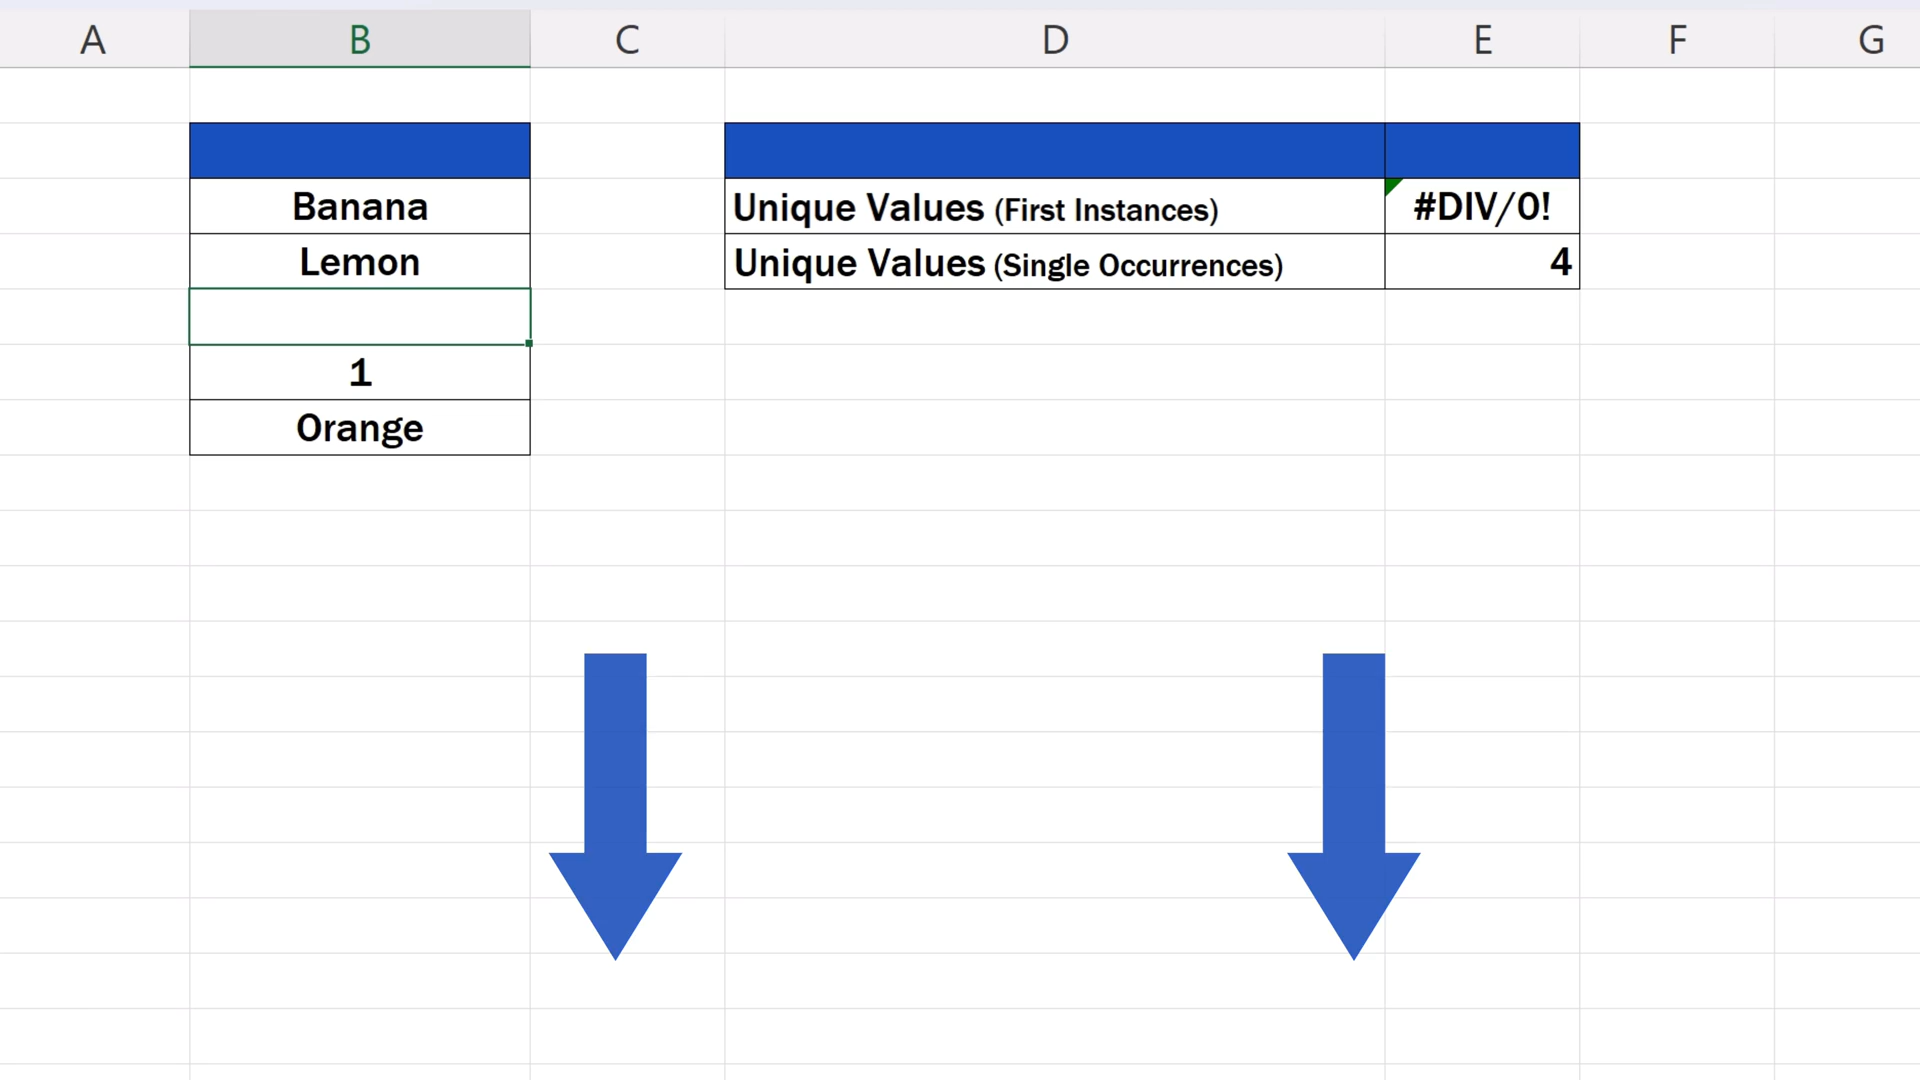 A B C D E F G
Banana
Unique Values (First Instances) #DIV/0!
Lemon
Unique Values (Single Occurrences) 4
1
Orange